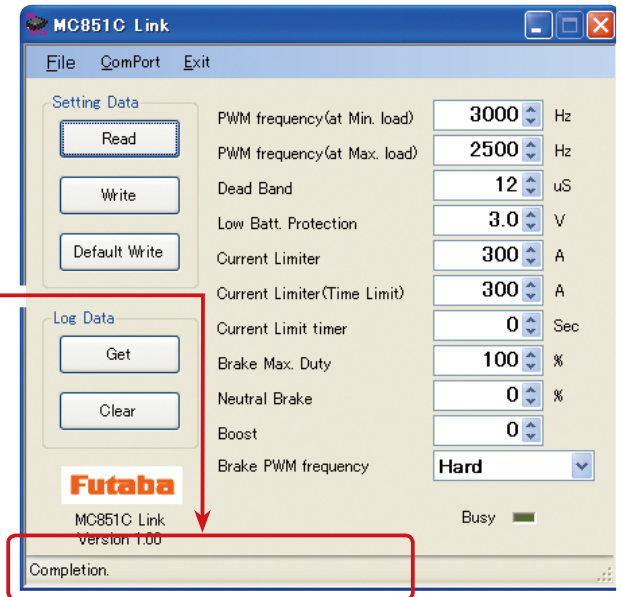 MC851C Link
File ComPort Exit
Setting Data
Read
Write
Default Write
Log Data
Get
Clear
PWM frequency(at Min. load) 3000 Hz
PWM frequency(at Max. load) 2500 Hz
Dead Band 12 uS
Low Batt. Protection 3.0 V
Current Limiter 300 A
Current Limiter(Time Limit) 300 A
Current Limit timer 0 Sec
Brake Max. Duty 100 %
Neutral Brake 0 %
Boost 0
Brake PWM frequency Hard
Futaba
MC851C Link
Version 1.00
Busy
Completion.